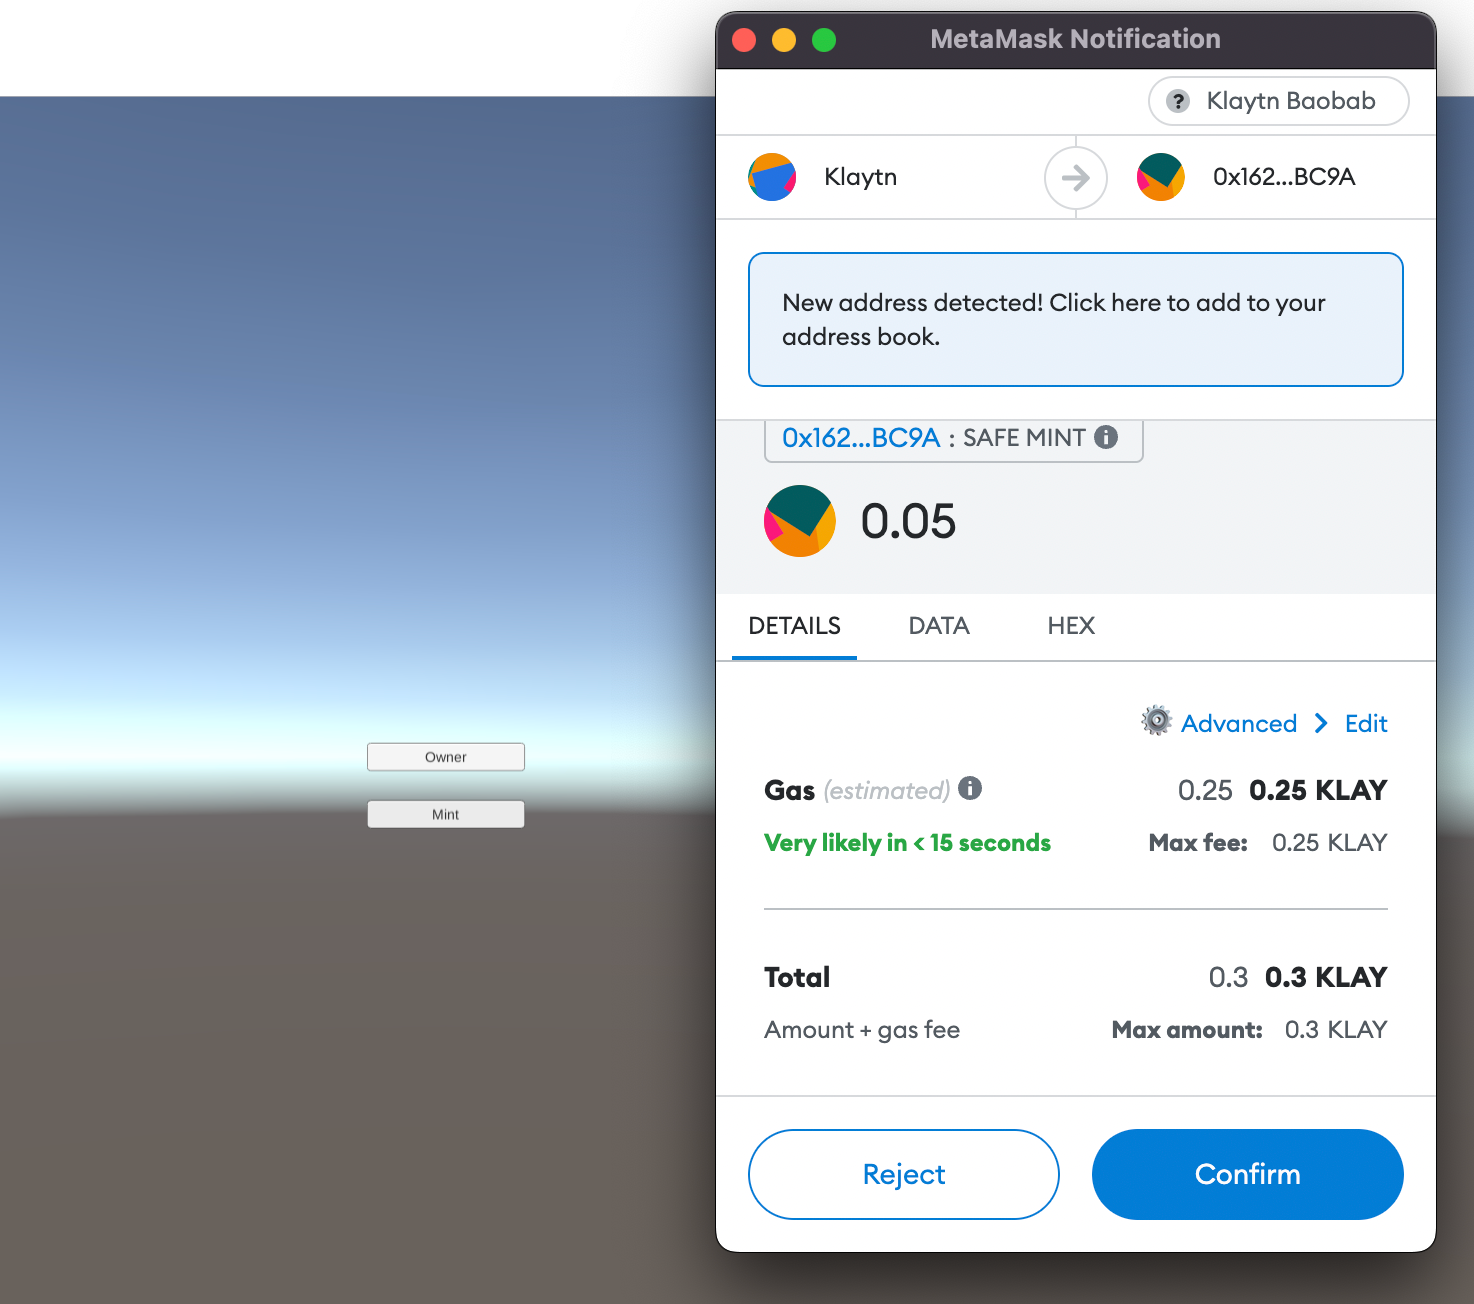 MetaMask Notification
? Klaytn Baobab
Klaytn
0x162...BC9A
New address detected! Click here to add to your
address book.
0x162...BC9A : SAFE MINT i
0.05
DETAILS DATA HEX
Advanced > Edit
Gas (estimated) i 0.25 0.25 KLAY
Very likely in < 15 seconds Max fee: 0.25 KLAY
Total 0.3 0.3 KLAY
Amount + gas fee Max amount: 0.3 KLAY
Reject Confirm
Owner
Mint